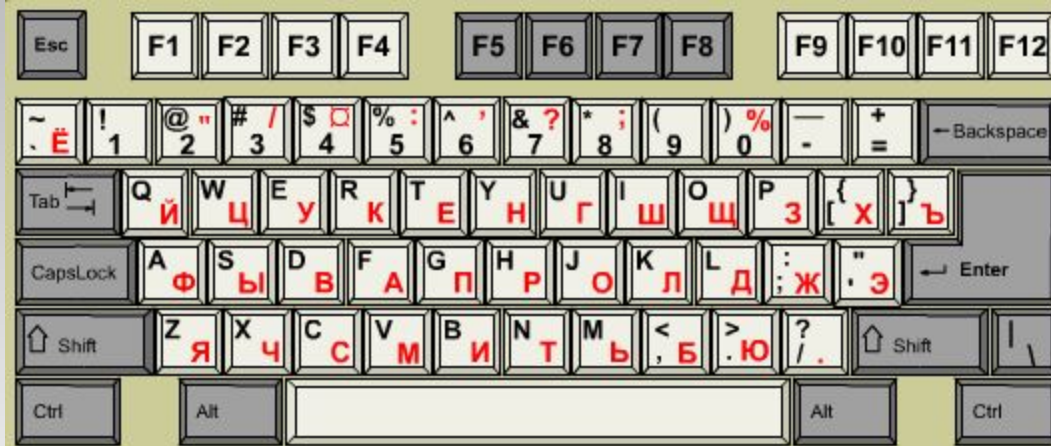 Esc F1 F2 F3 F4 F5 F6 F7 F8 F9 F10 F11 F12
~ ` Ё ! 1 @ " 2 # / 3 $ ¤ 4 % : 5 ^ , 6 & ? 7 * ; 8 ( 9 ) % 0 — - + = ←Backspace
Tab Q Й W Ц E У R К T Е Y Н U Г I Ш O Щ P З { [ Х } ] Ъ
CapsLock A Ф S Ы D В F А G П H Р J О K Л L Д : ; Ж " ' Э Enter
Shift Z Я X Ч C С V М B И N Т M Ь < , Б > . Ю ? / . Shift | \
Ctrl Alt Alt Ctrl